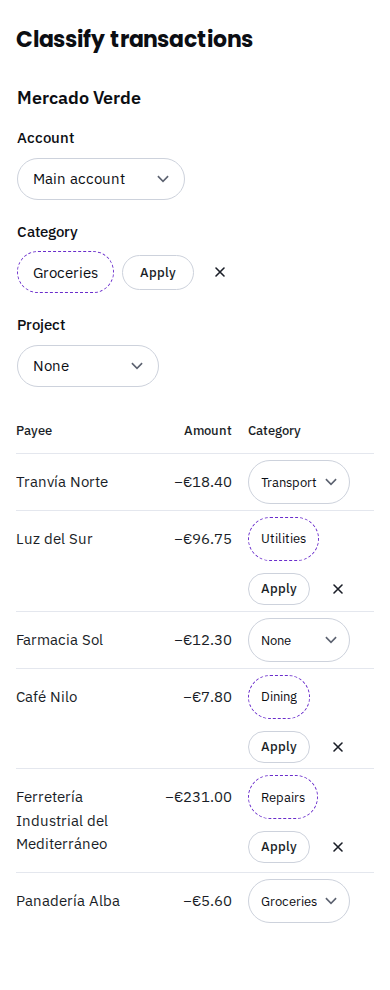 Classify transactions
Mercado Verde
Account
Main account
Category
Groceries Apply
Project
None
Payee Amount Category
Tranvía Norte −€18.40 Transport
Luz del Sur −€96.75 Utilities
Apply
Farmacia Sol −€12.30 None
Café Nilo −€7.80 Dining
Apply
Ferretería −€231.00 Repairs
Industrial del
Mediterráneo Apply
Panadería Alba −€5.60 Groceries